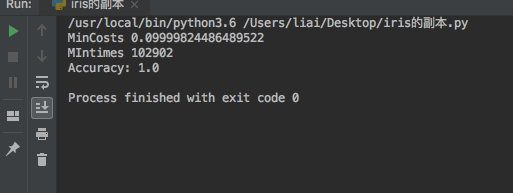 Run: iris的副本
/usr/local/bin/python3.6 /Users/liai/Desktop/iris的副本.py
MinCosts 0.09999824486489522
MIntimes 102902
Accuracy: 1.0
Process finished with exit code 0